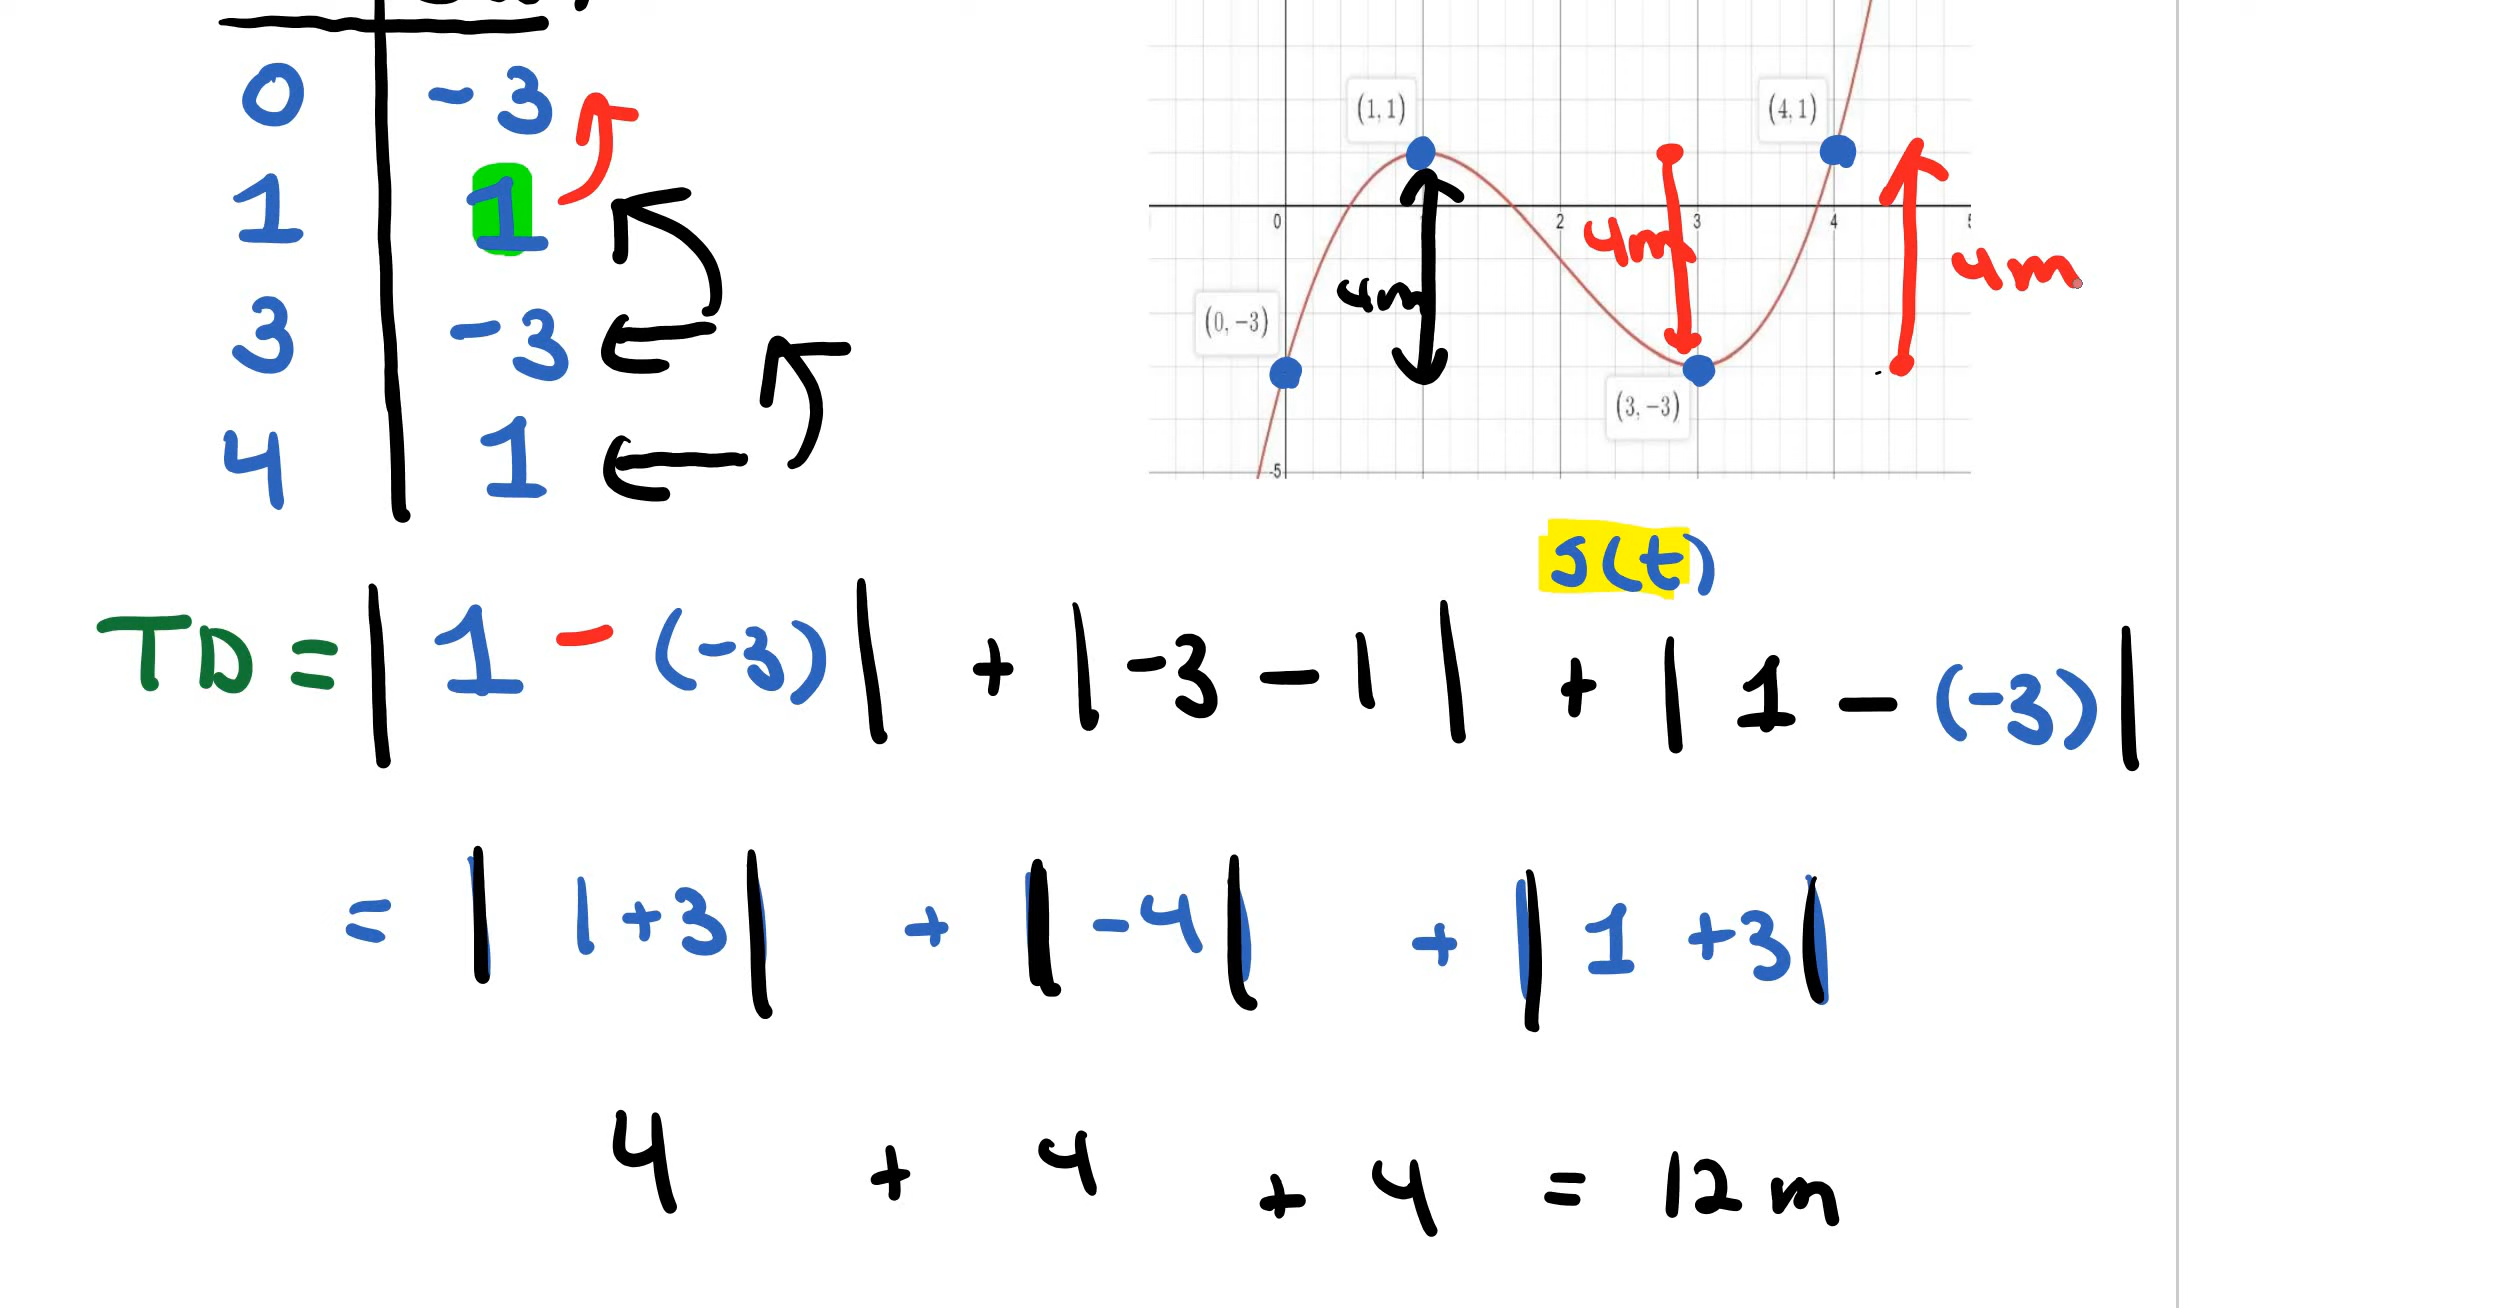 0 -3
1 1
3 -3
4 1
(1, 1)
(4, 1)
(0, −3)
(3, −3)
0 2 3 4
-5
4m
4m
4m
S(t)
TD = | 1 - (-3) | + | -3 - 1 | + | 1 - (-3) |
= | 1+3 | + | -4 | + | 1 +3 |
4 + 4 + 4 = 12 m